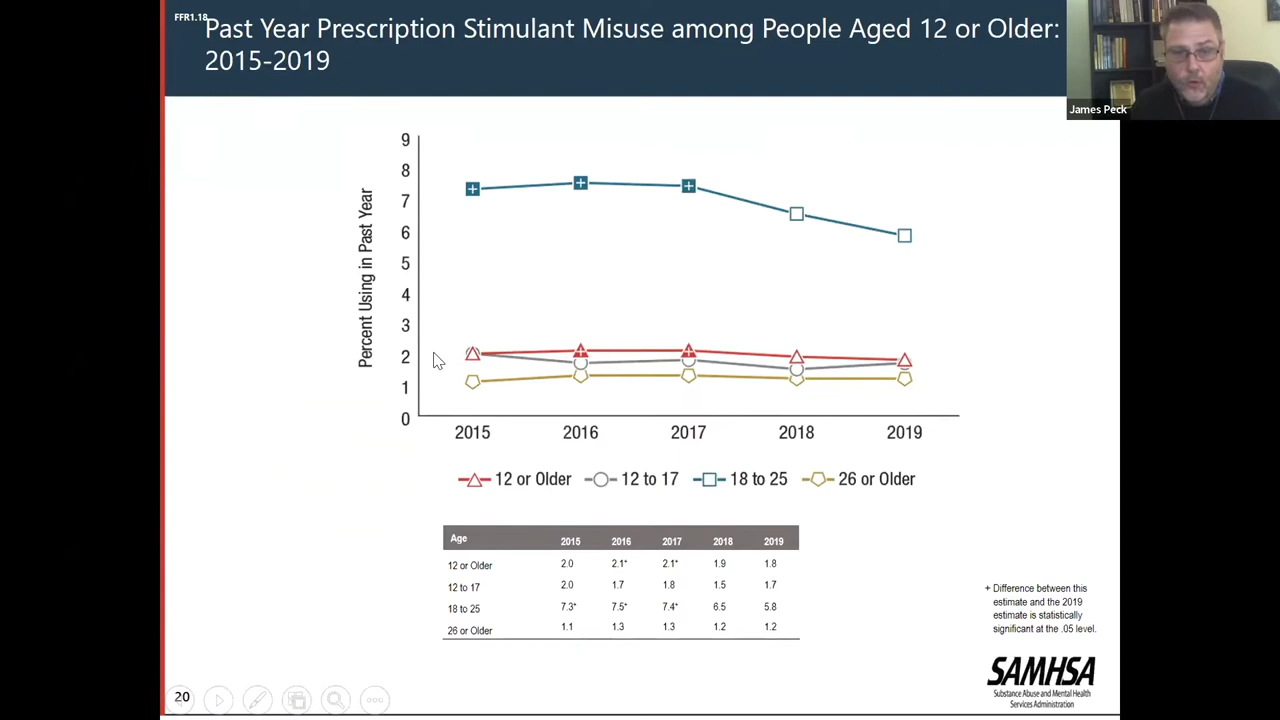 FFR1.18
Past Year Prescription Stimulant Misuse among People Aged 12 or Older:
2015-2019
James Peck
Percent Using in Past Year
9
8
7
6
5
4
3
2
1
0
2015 2016 2017 2018 2019
12 or Older 12 to 17 18 to 25 26 or Older
Age 2015 2016 2017 2018 2019
12 or Older 2.0 2.1+ 2.1+ 1.9 1.8
12 to 17 2.0 1.7 1.8 1.5 1.7
18 to 25 7.3+ 7.5+ 7.4+ 6.5 5.8
26 or Older 1.1 1.3 1.3 1.2 1.2
+ Difference between this
estimate and the 2019
estimate is statistically
significant at the .05 level.
SAMHSA
Substance Abuse and Mental Health
Services Administration
20